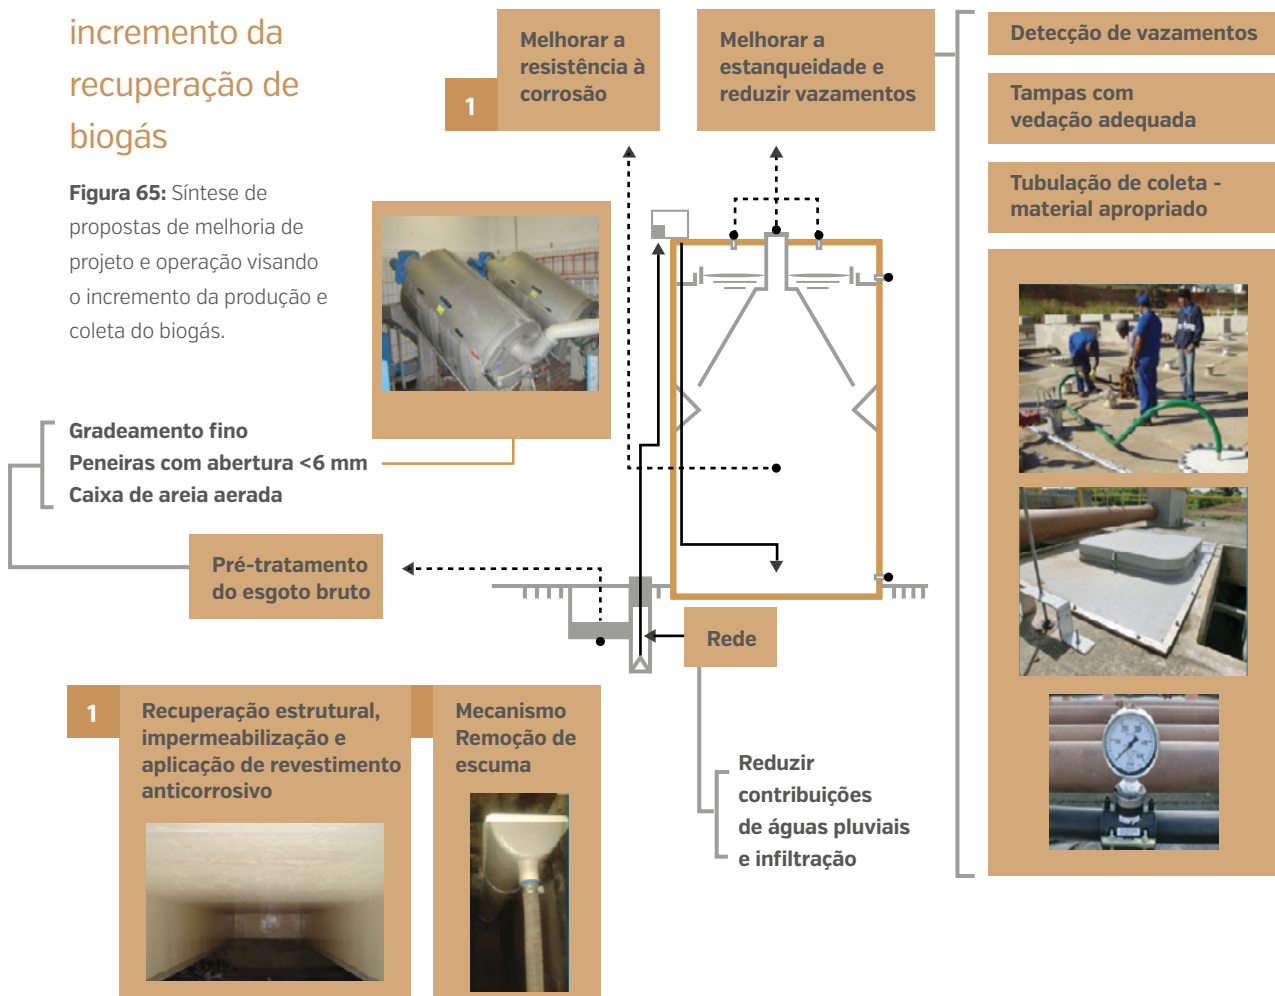 incremento da
recuperação de
biogás
Figura 65: Síntese de
propostas de melhoria de
projeto e operação visando
o incremento da produção e
coleta do biogás.
1
Melhorar a
resistência à
corrosão
Melhorar a
estanqueidade e
reduzir vazamentos
Detecção de vazamentos
Tampas com
vedação adequada
Tubulação de coleta -
material apropriado
Gradeamento fino
Peneiras com abertura <6 mm
Caixa de areia aerada
Pré-tratamento
do esgoto bruto
Rede
Reduzir
contribuições
de águas pluviais
e infiltração
1
Recuperação estrutural,
impermeabilização e
aplicação de revestimento
anticorrosivo
Mecanismo
Remoção de
escuma